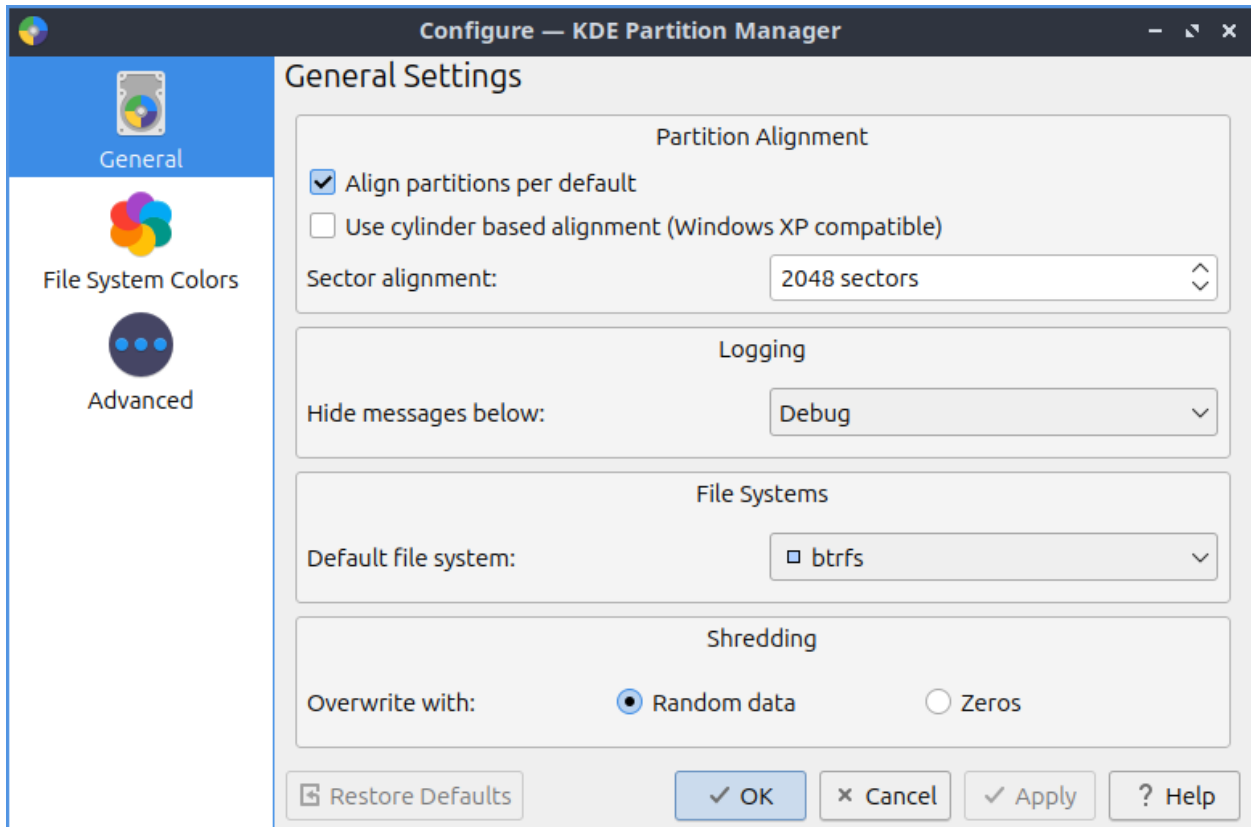 Configure — KDE Partition Manager
General
File System Colors
Advanced
General Settings
Partition Alignment
Align partitions per default
Use cylinder based alignment (Windows XP compatible)
Sector alignment: 2048 sectors
Logging
Hide messages below: Debug
File Systems
Default file system: btrfs
Shredding
Overwrite with: Random data Zeros
Restore Defaults OK Cancel Apply ? Help